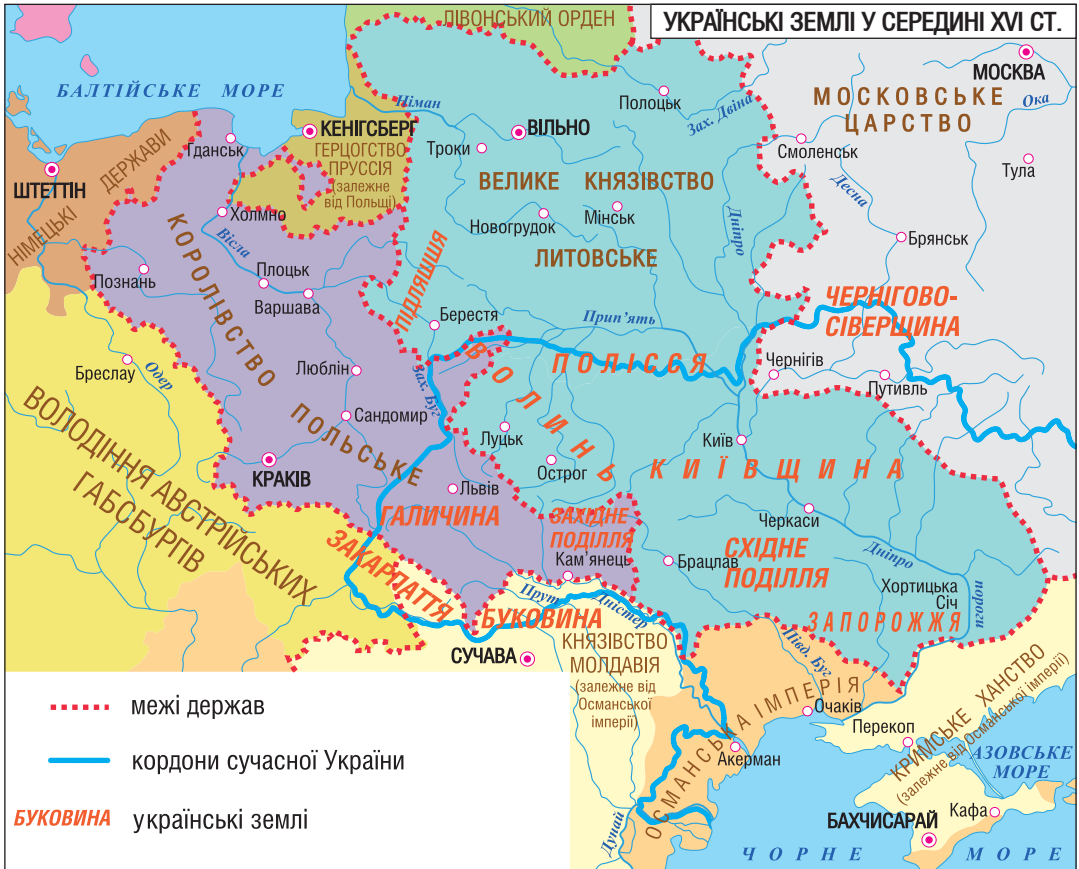 УКРАЇНСЬКІ ЗЕМЛІ У СЕРЕДИНІ XVI СТ.
ЛІВОНСЬКИЙ ОРДЕН
БАЛТІЙСЬКЕ МОРЕ
МОСКВА
МОСКОВСЬКЕ
ЦАРСТВО
Ока
Тула
Німан
Полоцьк
Зах. Двіна
ВІЛЬНО
Троки
Смоленськ
Десна
Брянськ
КЕНІГСБЕРГ
ГЕРЦОГСТВО
ПРУССІЯ
(залежне
від Польщі)
Гданськ
ШТЕТТІН
НІМЕЦЬКІ
ДЕРЖАВИ
Холмно
Вісла
ВЕЛИКЕ КНЯЗІВСТВО
ЛИТОВСЬКЕ
Новогрудок
Мінськ
Дніпро
КОРОЛІВСТВО
ПОЛЬСЬКЕ
Познань
Плоцьк
Варшава
ПІДЛЯШШЯ
Берестя
Прип'ять
ЧЕРНІГОВО-
СІВЕРЩИНА
Чернігів
Путивль
ПОЛІССЯ
ВОЛИНЬ
Бреслау
Одер
Люблін
Зах. Буг
Сандомир
Луцьк
Острог
Київ
КИЇВЩИНА
ВОЛОДІННЯ АВСТРІЙСЬКИХ
ГАБСБУРГІВ
КРАКІВ
Львів
ГАЛИЧИНА
ЗАХІДНЕ
ПОДІЛЛЯ
Кам'янець
Черкаси
СХІДНЕ
ПОДІЛЛЯ
Брацлав
Дніпро
Хортицька
Січ
пороги
ЗАПОРОЖЖЯ
ЗАКАРПАТТЯ
Прут
Дністер
БУКОВИНА
СУЧАВА
КНЯЗІВСТВО
МОЛДАВІЯ
(залежне від
Османської
імперії)
Півд. Буг
ОСМАНСЬКА ІМПЕРІЯ
Очаків
Акерман
Дунай
Перекоп
КРИМСЬКЕ ХАНСТВО
(залежне від Османської імперії)
АЗОВСЬКЕ
МОРЕ
Кафа
БАХЧИСАРАЙ
ЧОРНЕ МОРЕ
межі держав
кордони сучасної України
БУКОВИНА українські землі